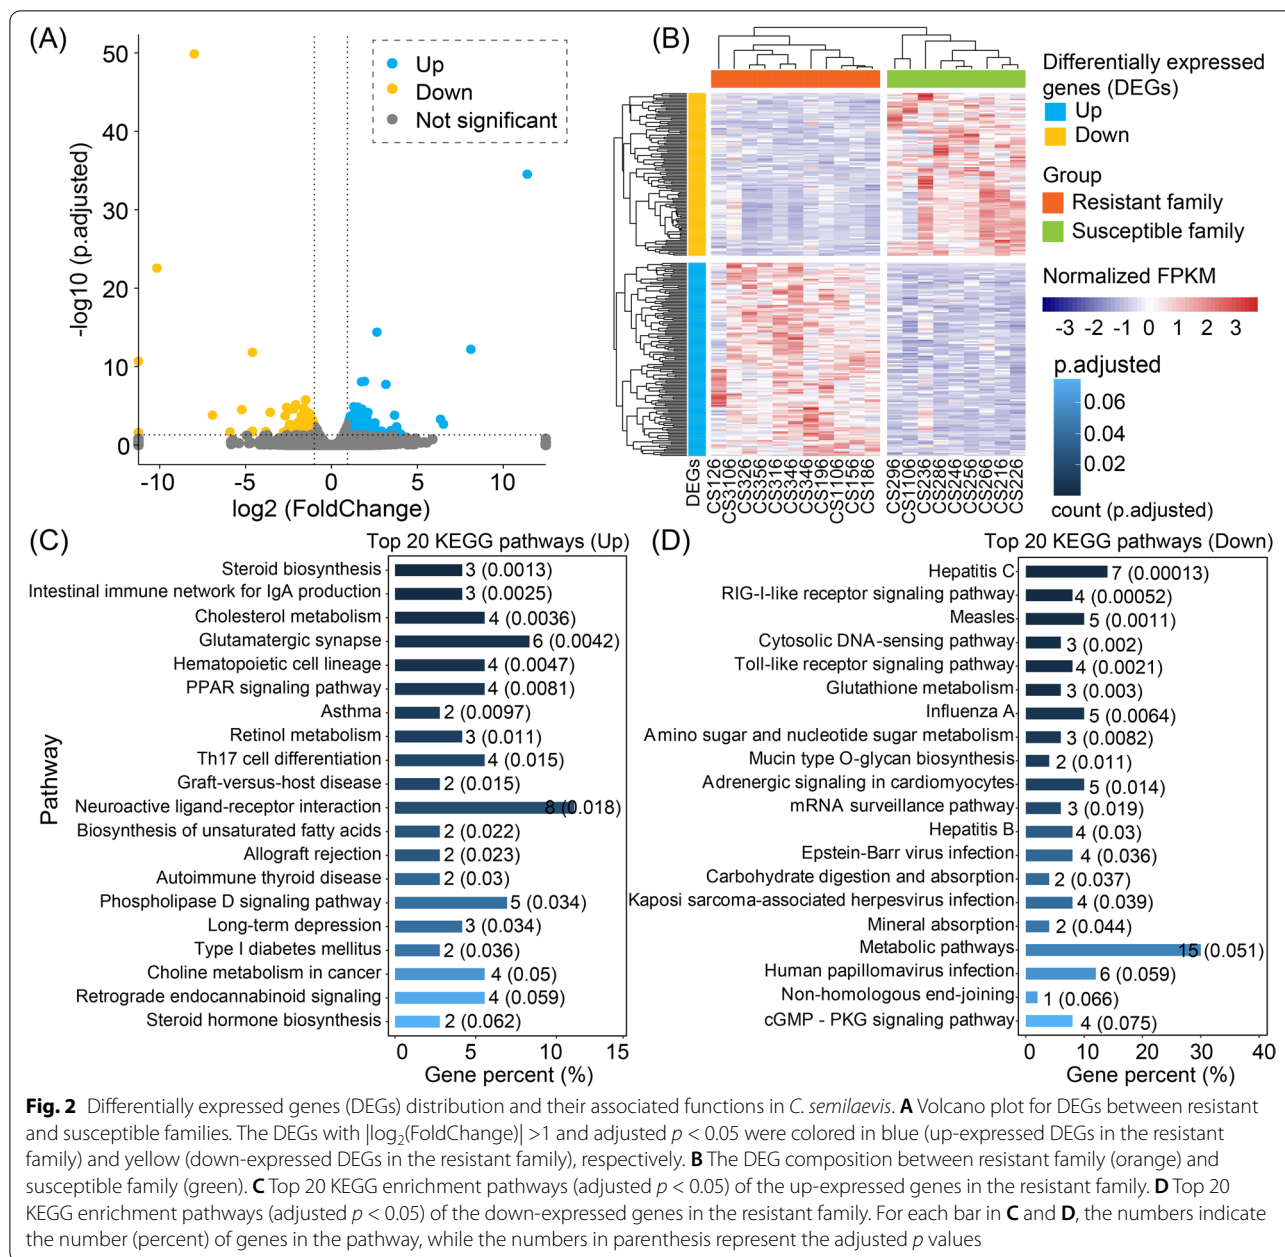 (A)
50
40
30
20
10
0
-log10 (p.adjusted)
-10
-5
0
5
10
log2 (FoldChange)
Up
Down
Not significant
(B)
DEGs
CS126
CS3106
CS326
CS356
CS316
CS346
CS346
CS196
CS1106
CS156
CS186
CS296
CS1106
CS236
CS286
CS246
CS256
CS266
CS216
CS226
Differentially expressed
genes (DEGs)
Up
Down
Group
Resistant family
Susceptible family
Normalized FPKM
-3 -2 -1 0 1 2 3
p.adjusted
0.06
0.04
0.02
count (p.adjusted)
(C)
Top 20 KEGG pathways (Up)
Pathway
Steroid biosynthesis 3 (0.0013)
Intestinal immune network for IgA production 3 (0.0025)
Cholesterol metabolism 4 (0.0036)
Glutamatergic synapse 6 (0.0042)
Hematopoietic cell lineage 4 (0.0047)
PPAR signaling pathway 4 (0.0081)
Asthma 2 (0.0097)
Retinol metabolism 3 (0.011)
Th17 cell differentiation 4 (0.015)
Graft-versus-host disease 2 (0.015)
Neuroactive ligand-receptor interaction 8 (0.018)
Biosynthesis of unsaturated fatty acids 2 (0.022)
Allograft rejection 2 (0.023)
Autoimmune thyroid disease 2 (0.03)
Phospholipase D signaling pathway 5 (0.034)
Long-term depression 3 (0.034)
Type I diabetes mellitus 2 (0.036)
Choline metabolism in cancer 4 (0.05)
Retrograde endocannabinoid signaling 4 (0.059)
Steroid hormone biosynthesis 2 (0.062)
0 5 10 15
Gene percent (%)
(D)
Top 20 KEGG pathways (Down)
Hepatitis C 7 (0.00013)
RIG-I-like receptor signaling pathway 4 (0.00052)
Measles 5 (0.0011)
Cytosolic DNA-sensing pathway 3 (0.002)
Toll-like receptor signaling pathway 4 (0.0021)
Glutathione metabolism 3 (0.003)
Influenza A 5 (0.0064)
Amino sugar and nucleotide sugar metabolism 3 (0.0082)
Mucin type O-glycan biosynthesis 2 (0.011)
Adrenergic signaling in cardiomyocytes 5 (0.014)
mRNA surveillance pathway 3 (0.019)
Hepatitis B 4 (0.03)
Epstein-Barr virus infection 4 (0.036)
Carbohydrate digestion and absorption 2 (0.037)
Kaposi sarcoma-associated herpesvirus infection 4 (0.039)
Mineral absorption 2 (0.044)
Metabolic pathways 15 (0.051)
Human papillomavirus infection 6 (0.059)
Non-homologous end-joining 1 (0.066)
cGMP - PKG signaling pathway 4 (0.075)
0 10 20 30 40
Gene percent (%)
Fig. 2 Differentially expressed genes (DEGs) distribution and their associated functions in C. semilaevis. A Volcano plot for DEGs between resistant
and susceptible families. The DEGs with |log2(FoldChange)| >1 and adjusted p < 0.05 were colored in blue (up-expressed DEGs in the resistant
family) and yellow (down-expressed DEGs in the resistant family), respectively. B The DEG composition between resistant family (orange) and
susceptible family (green). C Top 20 KEGG enrichment pathways (adjusted p < 0.05) of the up-expressed genes in the resistant family. D Top 20
KEGG enrichment pathways (adjusted p < 0.05) of the down-expressed genes in the resistant family. For each bar in C and D, the numbers indicate
the number (percent) of genes in the pathway, while the numbers in parenthesis represent the adjusted p values